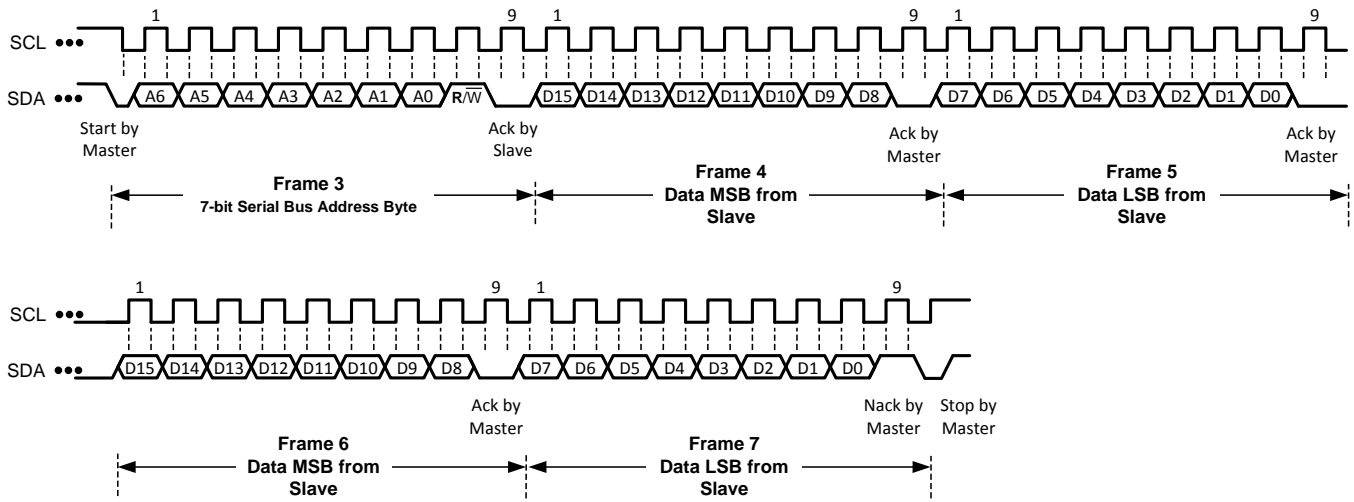 1 9 1 9 1 9
SCL •••
SDA ••• A6 A5 A4 A3 A2 A1 A0 R/W̅ D15 D14 D13 D12 D11 D10 D9 D8 D7 D6 D5 D4 D3 D2 D1 D0
Start by
Master
Ack by
Slave
Ack by
Master
Ack by
Master
Frame 3
7-bit Serial Bus Address Byte
Frame 4
Data MSB from
Slave
Frame 5
Data LSB from
Slave
1 9 1 9
SCL •••
SDA ••• D15 D14 D13 D12 D11 D10 D9 D8 D7 D6 D5 D4 D3 D2 D1 D0
Ack by
Master
Nack by
Master
Stop by
Master
Frame 6
Data MSB from
Slave
Frame 7
Data LSB from
Slave